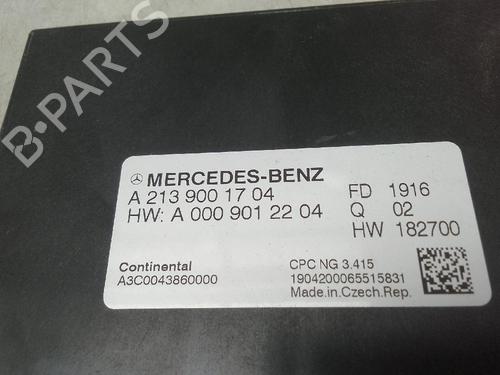 B-PARTS
MERCEDES-BENZ
A 213 900 17 04
HW: A 000 901 22 04
FD 1916
Q 02
HW 182700
Continental
A3C0043860000
CPC NG 3.415
1904200065515831
Made in.Czech.Rep.